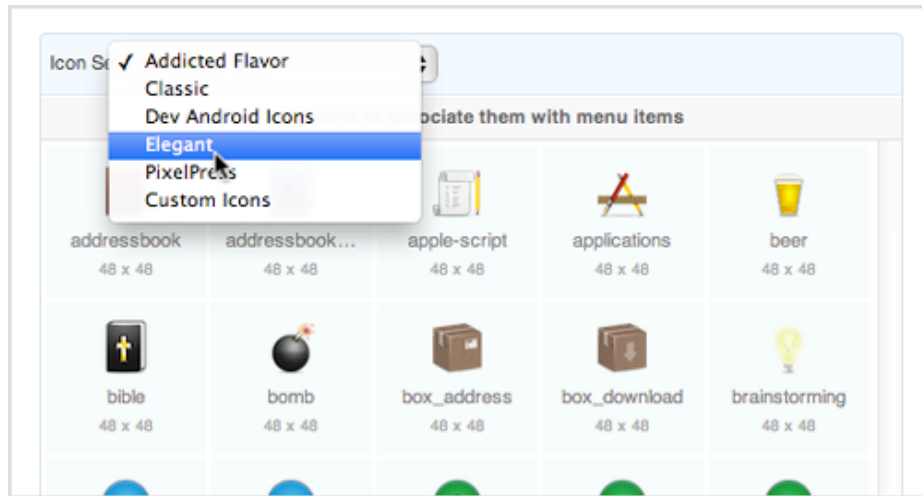 Icon Se
✓ Addicted Flavor
Classic
Dev Android Icons
Elegant
PixelPress
Custom Icons
ociate them with menu items
addressbook addressbook... apple-script applications beer
48 x 48 48 x 48 48 x 48 48 x 48 48 x 48
bible bomb box_address box_download brainstorming
48 x 48 48 x 48 48 x 48 48 x 48 48 x 48